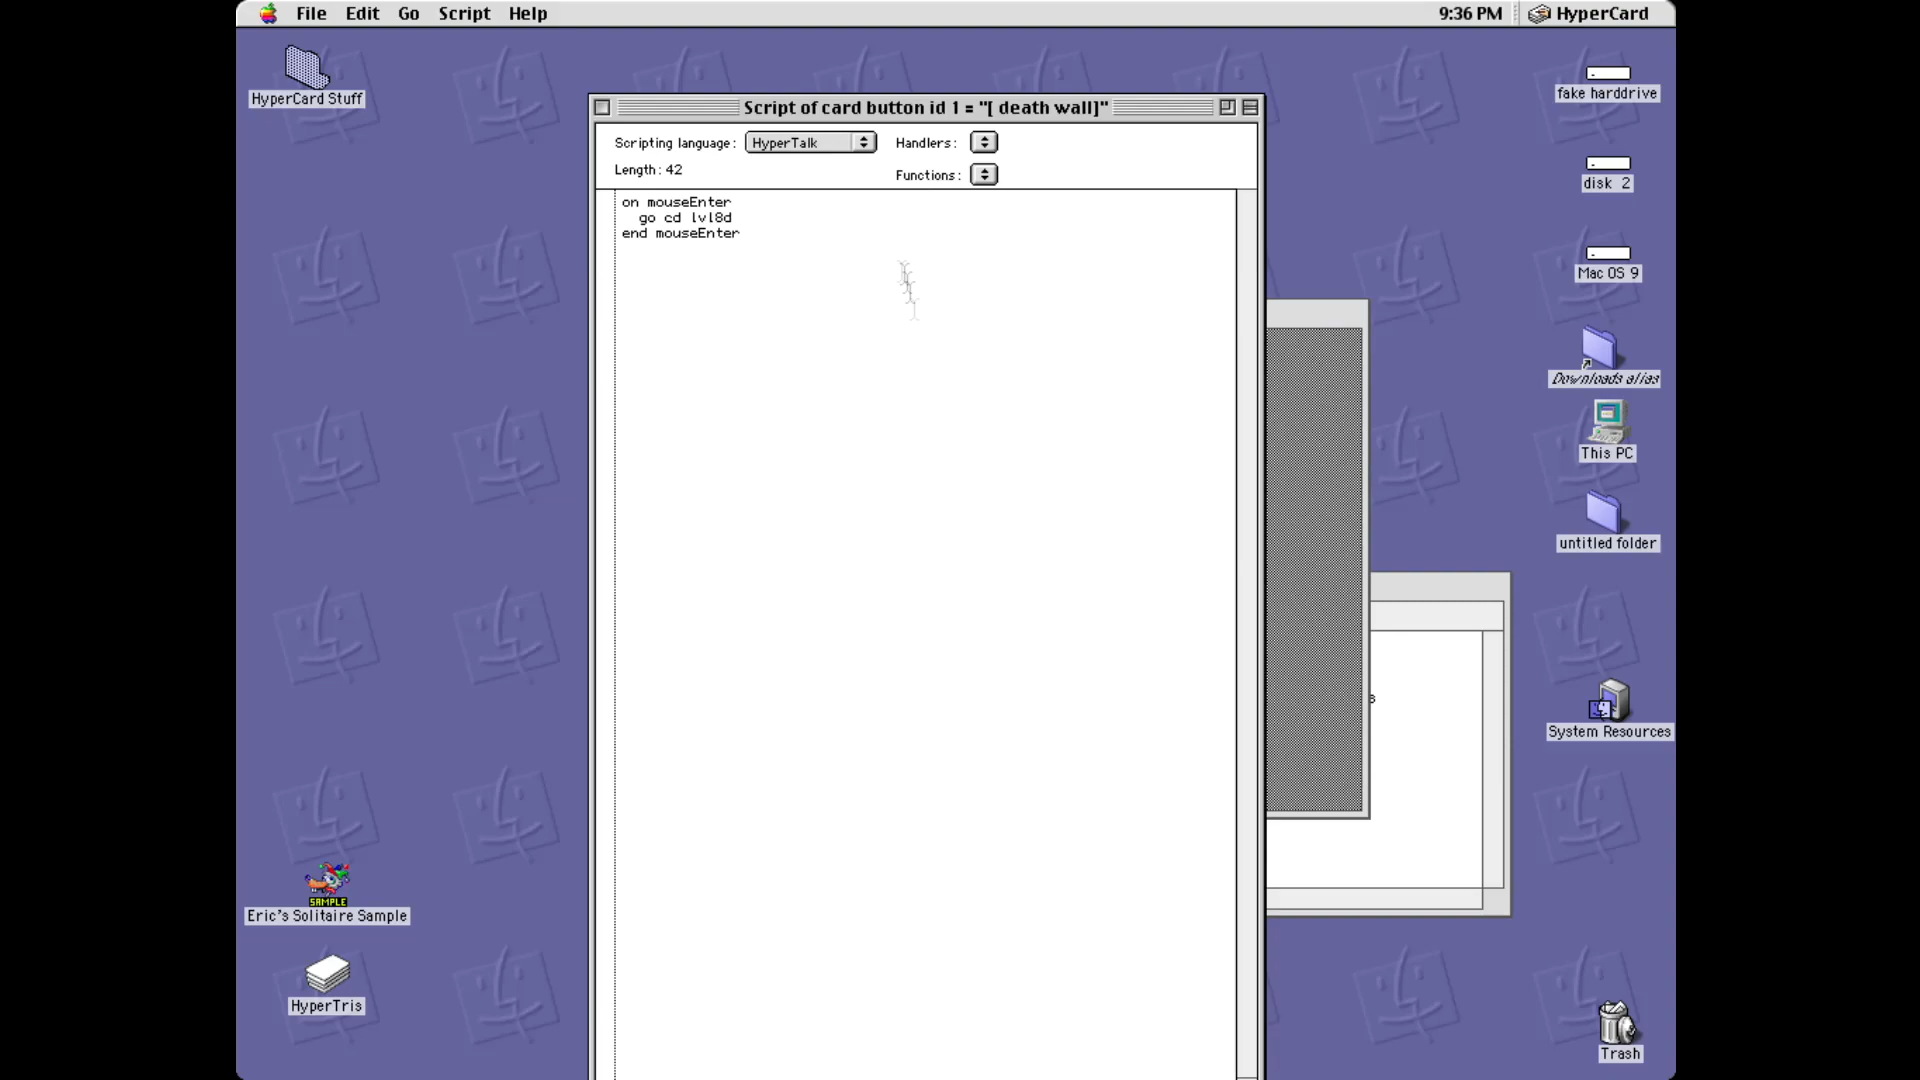 File Edit Go Script Help
9:36 PM HyperCard
HyperCard Stuff
fake harddrive
Script of card button id 1 = "[ death wall]"
Scripting language: HyperTalk Handlers:
Length: 42
Functions:
on mouseEnter
go cd lvl8d
end mouseEnter
disk 2
Mac OS 9
Downloads alias
This PC
untitled folder
System Resources
SAMPLE
Eric's Solitaire Sample
HyperTris
Trash